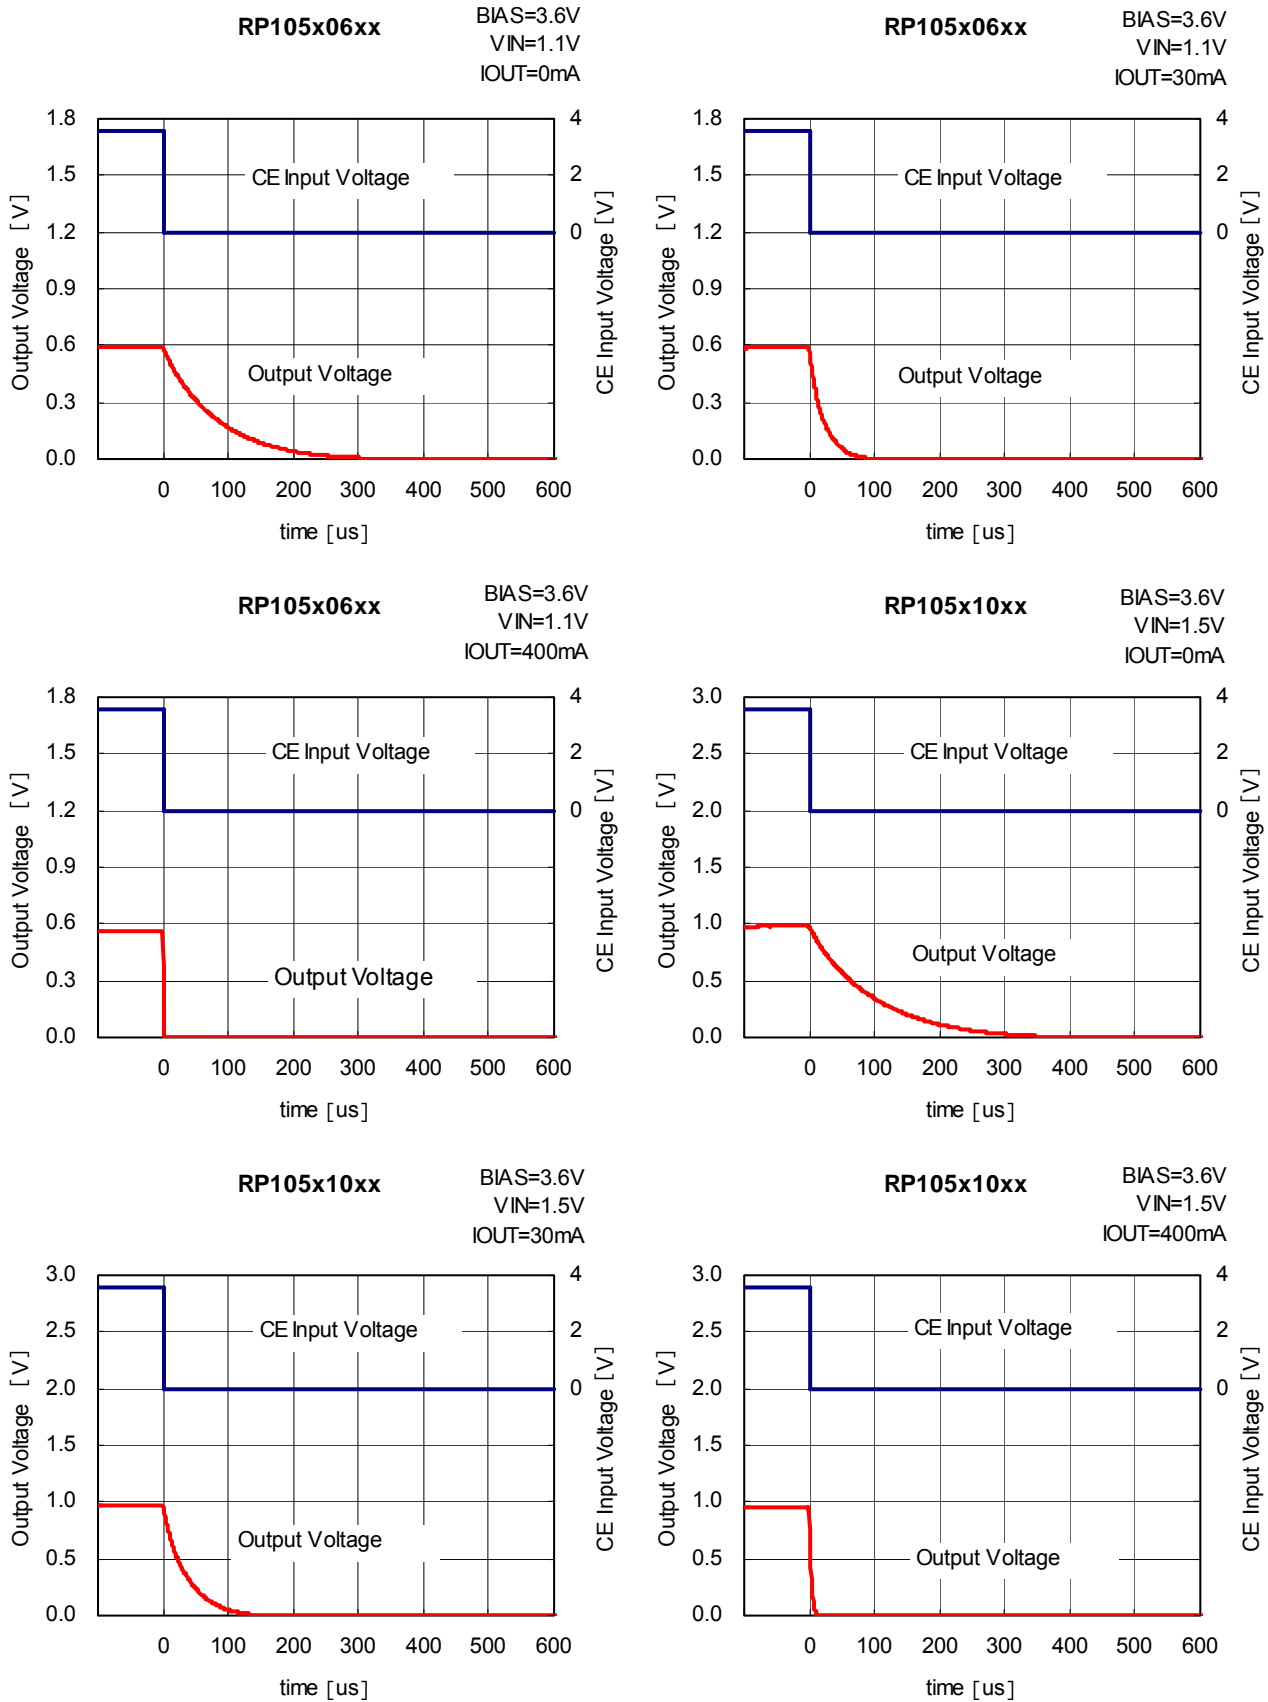 RP105x06xx
BIAS=3.6V
VIN=1.1V
IOUT=0mA
1.8
1.5
1.2
0.9
0.6
0.3
0.0
4
2
0
CE Input Voltage
Output Voltage
Output Voltage [V]
CE Input Voltage [V]
0 100 200 300 400 500 600
time [us]
RP105x06xx
BIAS=3.6V
VIN=1.1V
IOUT=30mA
1.8
1.5
1.2
0.9
0.6
0.3
0.0
4
2
0
CE Input Voltage
Output Voltage
Output Voltage [V]
CE Input Voltage [V]
0 100 200 300 400 500 600
time [us]
RP105x06xx
BIAS=3.6V
VIN=1.1V
IOUT=400mA
1.8
1.5
1.2
0.9
0.6
0.3
0.0
4
2
0
CE Input Voltage
Output Voltage
Output Voltage [V]
CE Input Voltage [V]
0 100 200 300 400 500 600
time [us]
RP105x10xx
BIAS=3.6V
VIN=1.5V
IOUT=0mA
3.0
2.5
2.0
1.5
1.0
0.5
0.0
4
2
0
CE Input Voltage
Output Voltage
Output Voltage [V]
CE Input Voltage [V]
0 100 200 300 400 500 600
time [us]
RP105x10xx
BIAS=3.6V
VIN=1.5V
IOUT=30mA
3.0
2.5
2.0
1.5
1.0
0.5
0.0
4
2
0
CE Input Voltage
Output Voltage
Output Voltage [V]
CE Input Voltage [V]
0 100 200 300 400 500 600
time [us]
RP105x10xx
BIAS=3.6V
VIN=1.5V
IOUT=400mA
3.0
2.5
2.0
1.5
1.0
0.5
0.0
4
2
0
CE Input Voltage
Output Voltage
Output Voltage [V]
CE Input Voltage [V]
0 100 200 300 400 500 600
time [us]